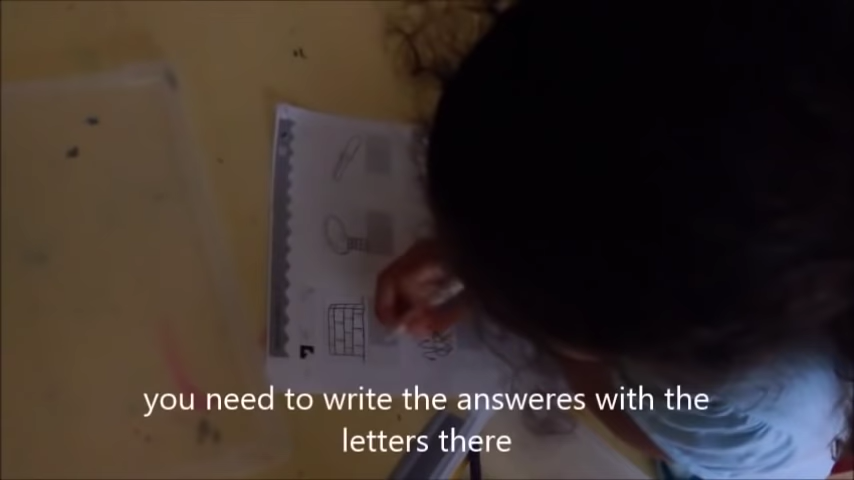 you need to write the answeres with the
letters there